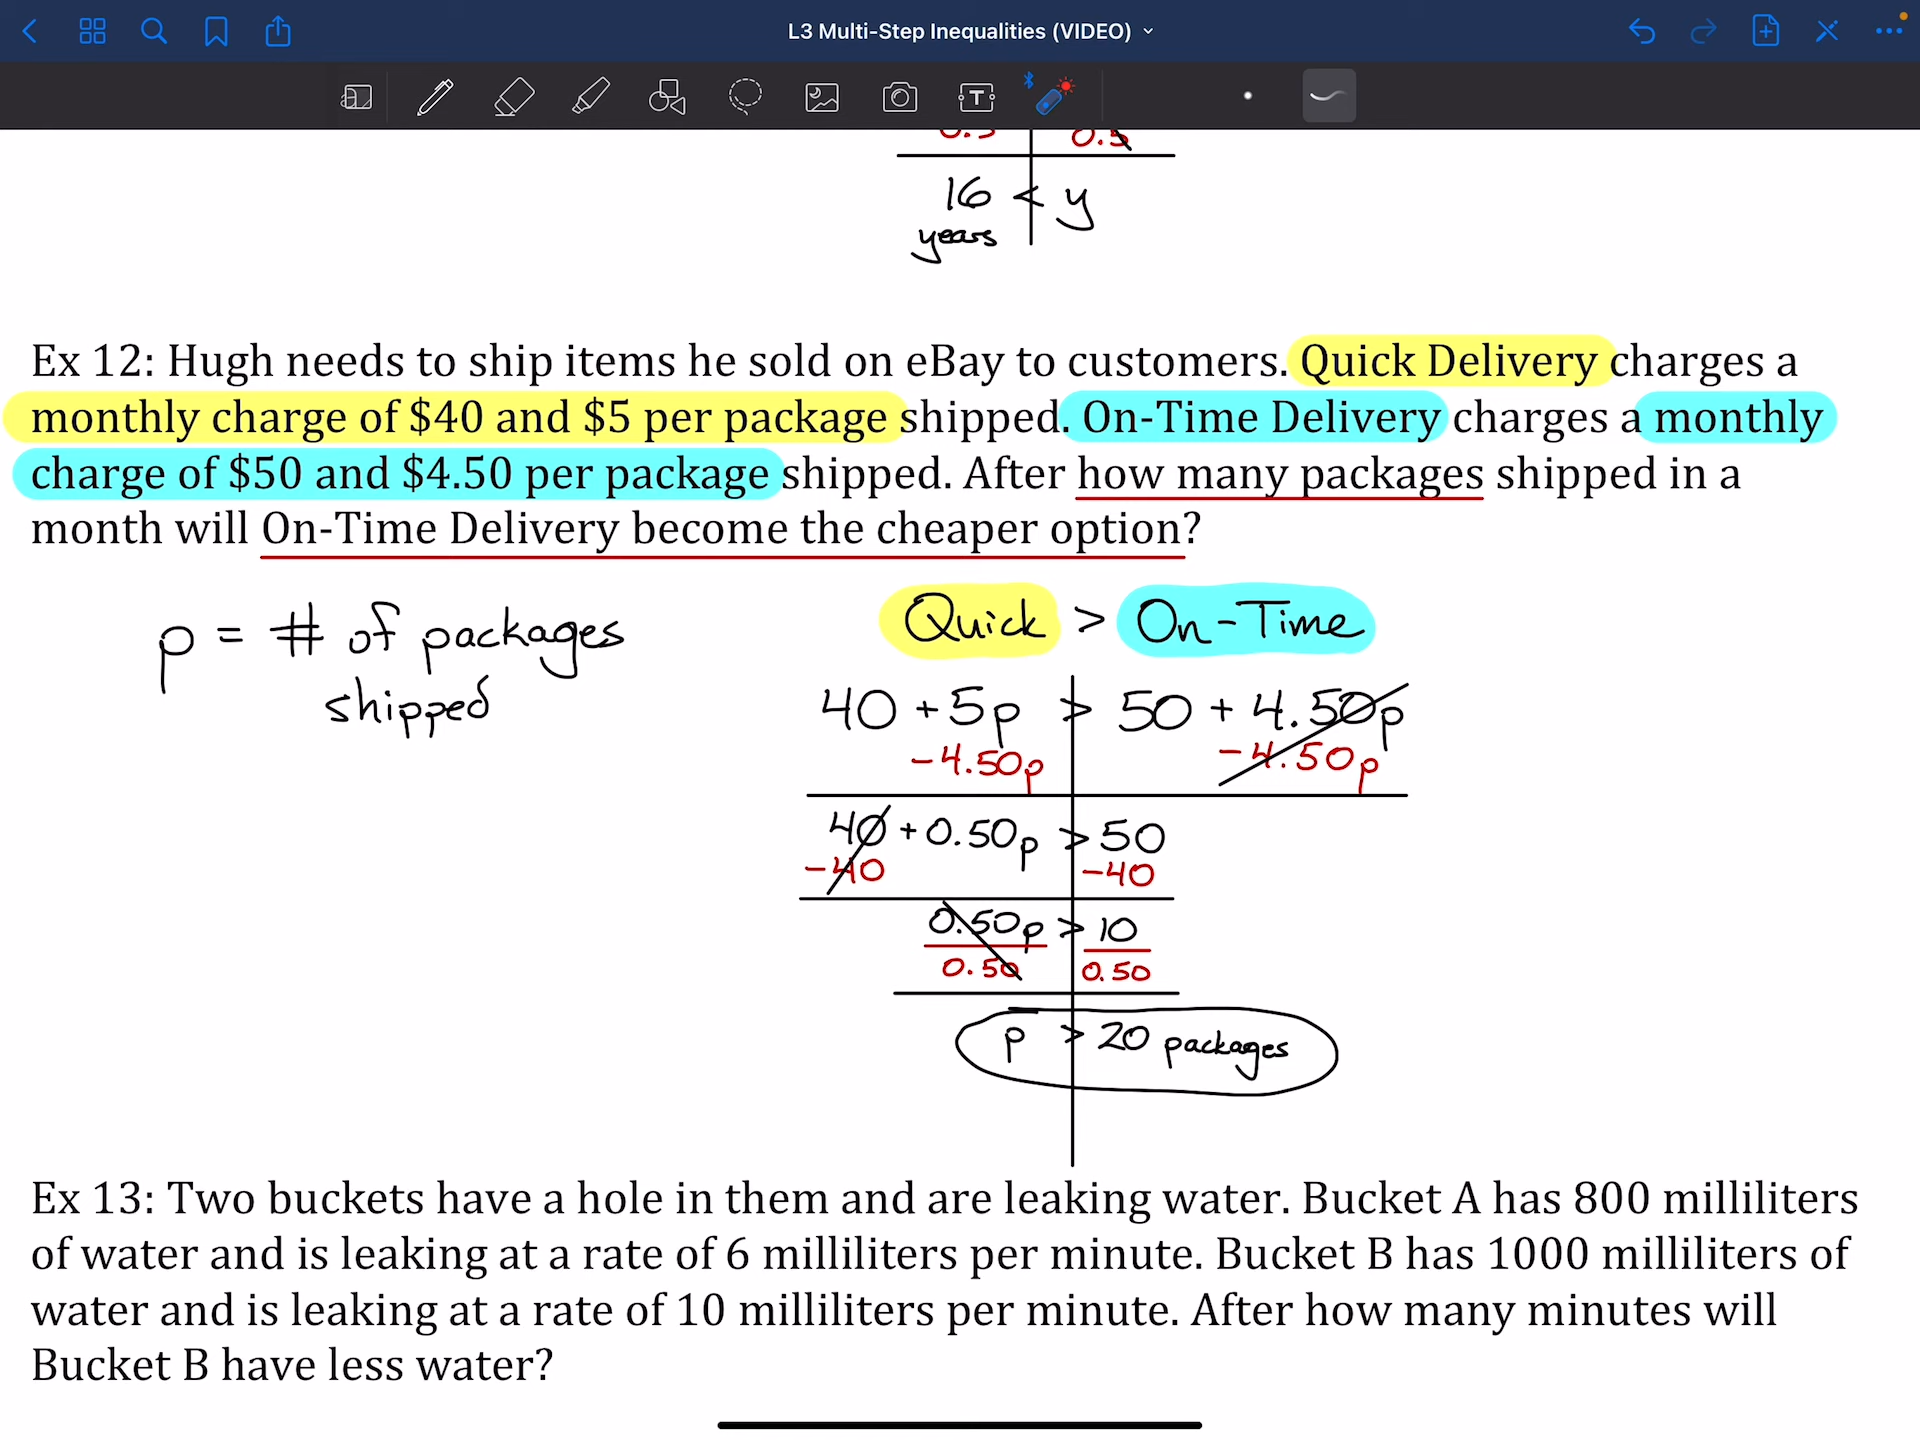 L3 Multi-Step Inequalities (VIDEO)
0.5 0.5
16 < y
years
Ex 12: Hugh needs to ship items he sold on eBay to customers. Quick Delivery charges a
monthly charge of $40 and $5 per package shipped. On-Time Delivery charges a monthly
charge of $50 and $4.50 per package shipped. After how many packages shipped in a
month will On-Time Delivery become the cheaper option?
p = # of packages
shipped
Quick > On-Time
40 + 5p > 50 + 4.50p
-4.50p -4.50p
40 + 0.50p > 50
-40 -40
0.50p > 10
0.50 0.50
p > 20 packages
Ex 13: Two buckets have a hole in them and are leaking water. Bucket A has 800 milliliters
of water and is leaking at a rate of 6 milliliters per minute. Bucket B has 1000 milliliters of
water and is leaking at a rate of 10 milliliters per minute. After how many minutes will
Bucket B have less water?